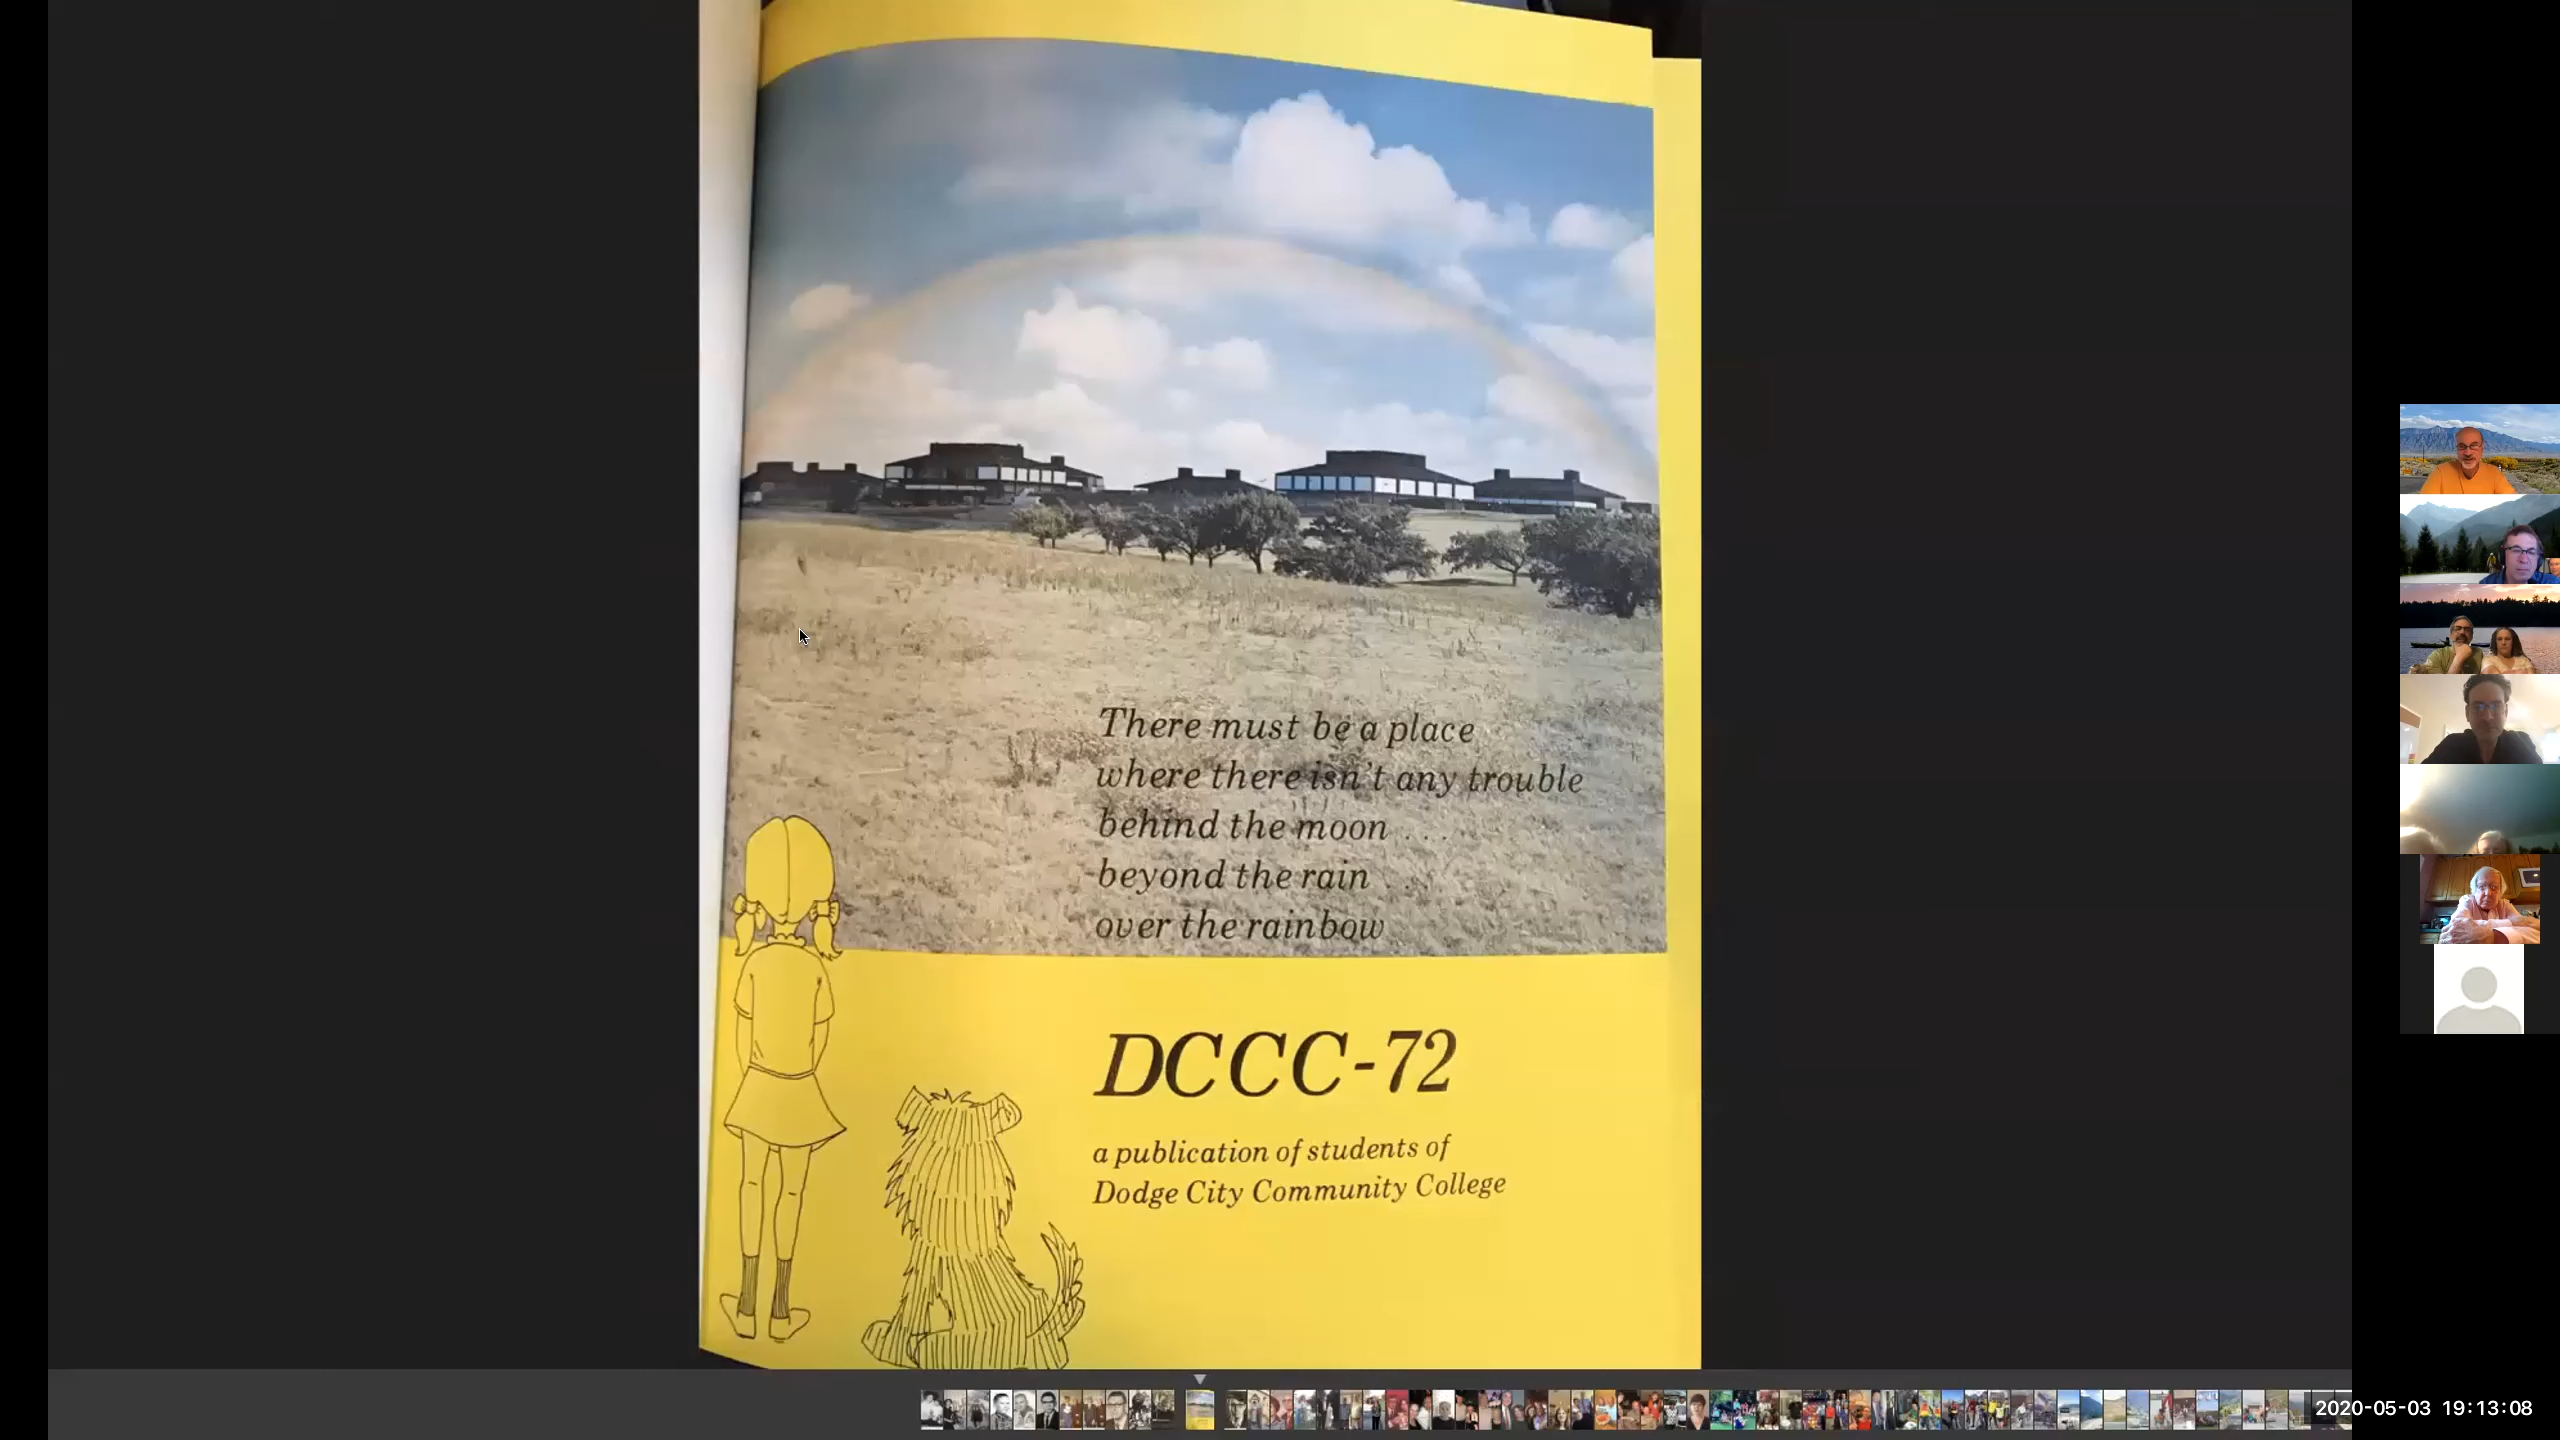 There must be a place
where there isn't any trouble
behind the moon . . .
beyond the rain . . .
over the rainbow
DCCC-72
a publication of students of
Dodge City Community College
2020-05-03 19:13:08